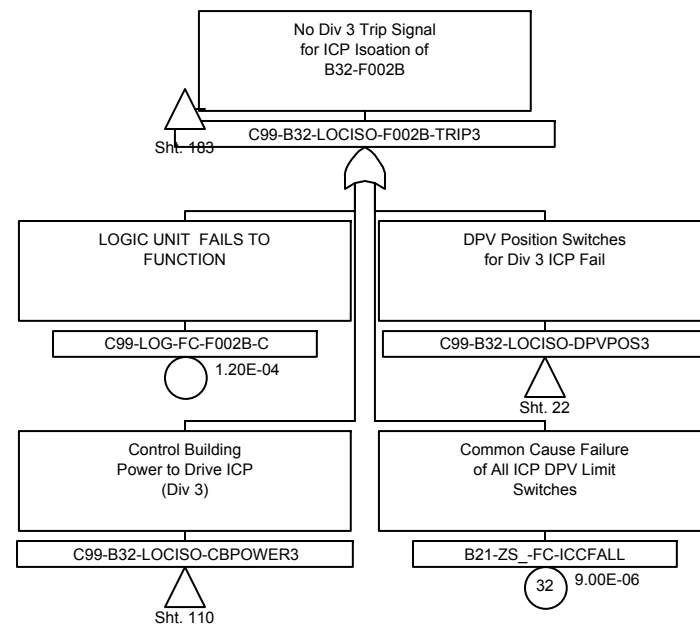 No Div 3 Trip Signal
for ICP Isoation of
B32-F002B
C99-B32-LOCISO-F002B-TRIP3
Sht. 183
LOGIC UNIT FAILS TO
FUNCTION
C99-LOG-FC-F002B-C
1.20E-04
DPV Position Switches
for Div 3 ICP Fail
C99-B32-LOCISO-DPVPOS3
Sht. 22
Control Building
Power to Drive ICP
(Div 3)
C99-B32-LOCISO-CBPOWER3
Sht. 110
Common Cause Failure
of All ICP DPV Limit
Switches
B21-ZS_-FC-ICCFALL
32
9.00E-06